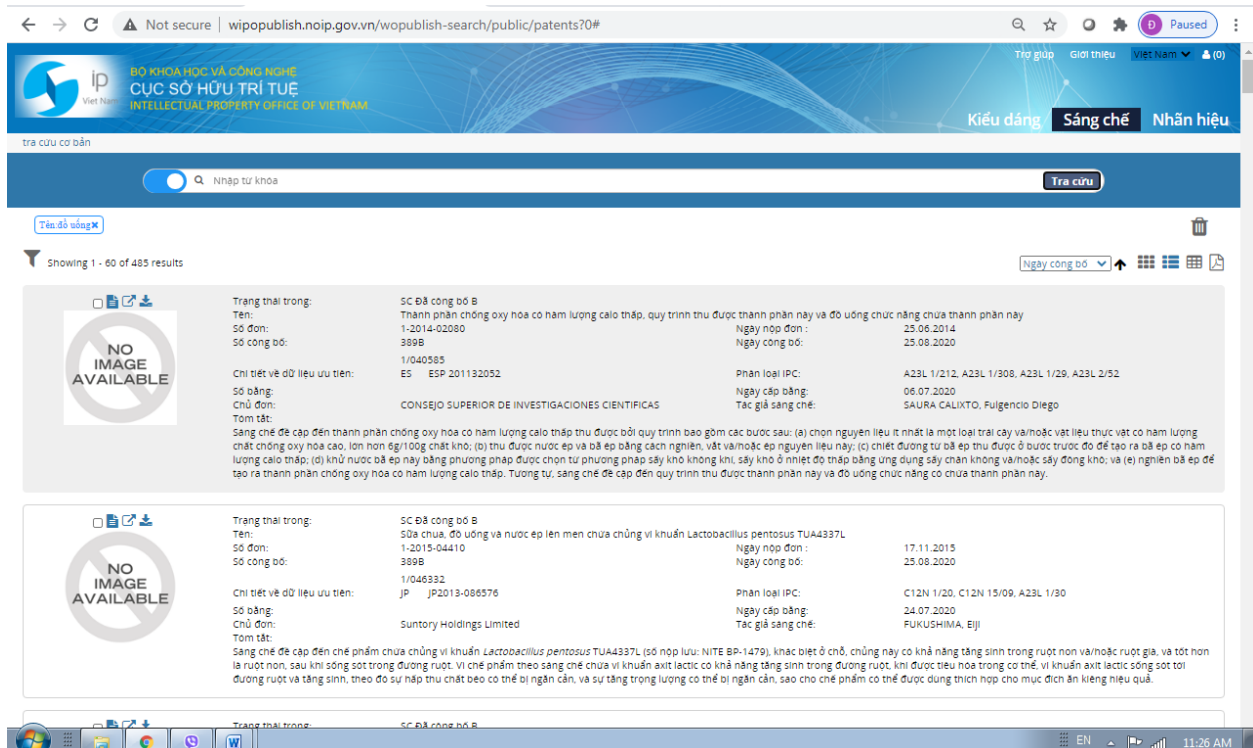 Not secure | wipopublish.noip.gov.vn/wopublish-search/public/patents?0#
Đ Paused
Trợ giúp Giới thiệu Việt Nam (0)
ip
Viet Nam
BỘ KHOA HỌC VÀ CÔNG NGHỆ
CỤC SỞ HỮU TRÍ TUỆ
INTELLECTUAL PROPERTY OFFICE OF VIETNAM
Kiểu dáng Sáng chế Nhãn hiệu
tra cứu cơ bản
Nhập từ khóa
Tra cứu
Tên:đồ uống
Showing 1 - 60 of 485 results
Ngày công bố
NO
IMAGE
AVAILABLE
Trạng thái trong: SC Đã công bố B
Tên: Thành phần chống oxy hóa có hàm lượng calo thấp, quy trình thu được thành phần này và đồ uống chức năng chứa thành phần này
Số đơn: 1-2014-02080 Ngày nộp đơn : 25.06.2014
Số công bố: 389B Ngày công bố: 25.08.2020
1/040585
Chi tiết về dữ liệu ưu tiên: ES ESP 201132052 Phân loại IPC: A23L 1/212, A23L 1/308, A23L 1/29, A23L 2/52
Số bằng: Ngày cấp bằng: 06.07.2020
Chủ đơn: CONSEJO SUPERIOR DE INVESTIGACIONES CIENTIFICAS Tác giả sáng chế: SAURA CALIXTO, Fulgencio Diego
Tóm tắt:
Sáng chế đề cập đến thành phần chống oxy hóa có hàm lượng calo thấp thu được bởi quy trình bao gồm các bước sau: (a) chọn nguyên liệu ít nhất là một loại trái cây và/hoặc vật liệu thực vật có hàm lượng
chất chống oxy hóa cao, lớn hơn 6g/100g chất khô; (b) thu được nước ép và bã ép bằng cách nghiền, vắt và/hoặc ép nguyên liệu này; (c) chiết đường từ bã ép thu được ở bước trước đó để tạo ra bã ép có hàm
lượng calo thấp; (d) khử nước bã ép này bằng phương pháp được chọn từ phương pháp sấy khô không khí, sấy khô ở nhiệt độ thấp bằng ứng dụng sấy chân không và/hoặc sấy đông khô; và (e) nghiền bã ép để
tạo ra thành phần chống oxy hóa có hàm lượng calo thấp. Tương tự, sáng chế đề cập đến quy trình thu được thành phần này và đồ uống chức năng có chứa thành phần này.
NO
IMAGE
AVAILABLE
Trạng thái trong: SC Đã công bố B
Tên: Sữa chua, đồ uống và nước ép lên men chứa chủng vi khuẩn Lactobacillus pentosus TUA4337L
Số đơn: 1-2015-04410 Ngày nộp đơn : 17.11.2015
Số công bố: 389B Ngày công bố: 25.08.2020
1/046332
Chi tiết về dữ liệu ưu tiên: JP JP2013-086576 Phân loại IPC: C12N 1/20, C12N 15/09, A23L 1/30
Số bằng: Ngày cấp bằng: 24.07.2020
Chủ đơn: Suntory Holdings Limited Tác giả sáng chế: FUKUSHIMA, Eiji
Tóm tắt:
Sáng chế đề cập đến chế phẩm chứa chủng vi khuẩn Lactobacillus pentosus TUA4337L (số nộp lưu: NITE BP-1479), khác biệt ở chỗ, chủng này có khả năng tăng sinh trong ruột non và/hoặc ruột già, và tốt hơn
là ruột non, sau khi sống sót trong đường ruột. Vì chế phẩm theo sáng chế chứa vi khuẩn axit lactic có khả năng tăng sinh trong đường ruột, khi được tiêu hóa trong cơ thể, vi khuẩn axit lactic sống sót tới
đường ruột và tăng sinh, theo đó sự hấp thu chất béo có thể bị ngăn cản, và sự tăng trọng lượng có thể bị ngăn cản, sao cho chế phẩm có thể được dùng thích hợp cho mục đích ăn kiêng hiệu quả.
Trạng thái trong: SC Đã công bố B
EN 11:26 AM